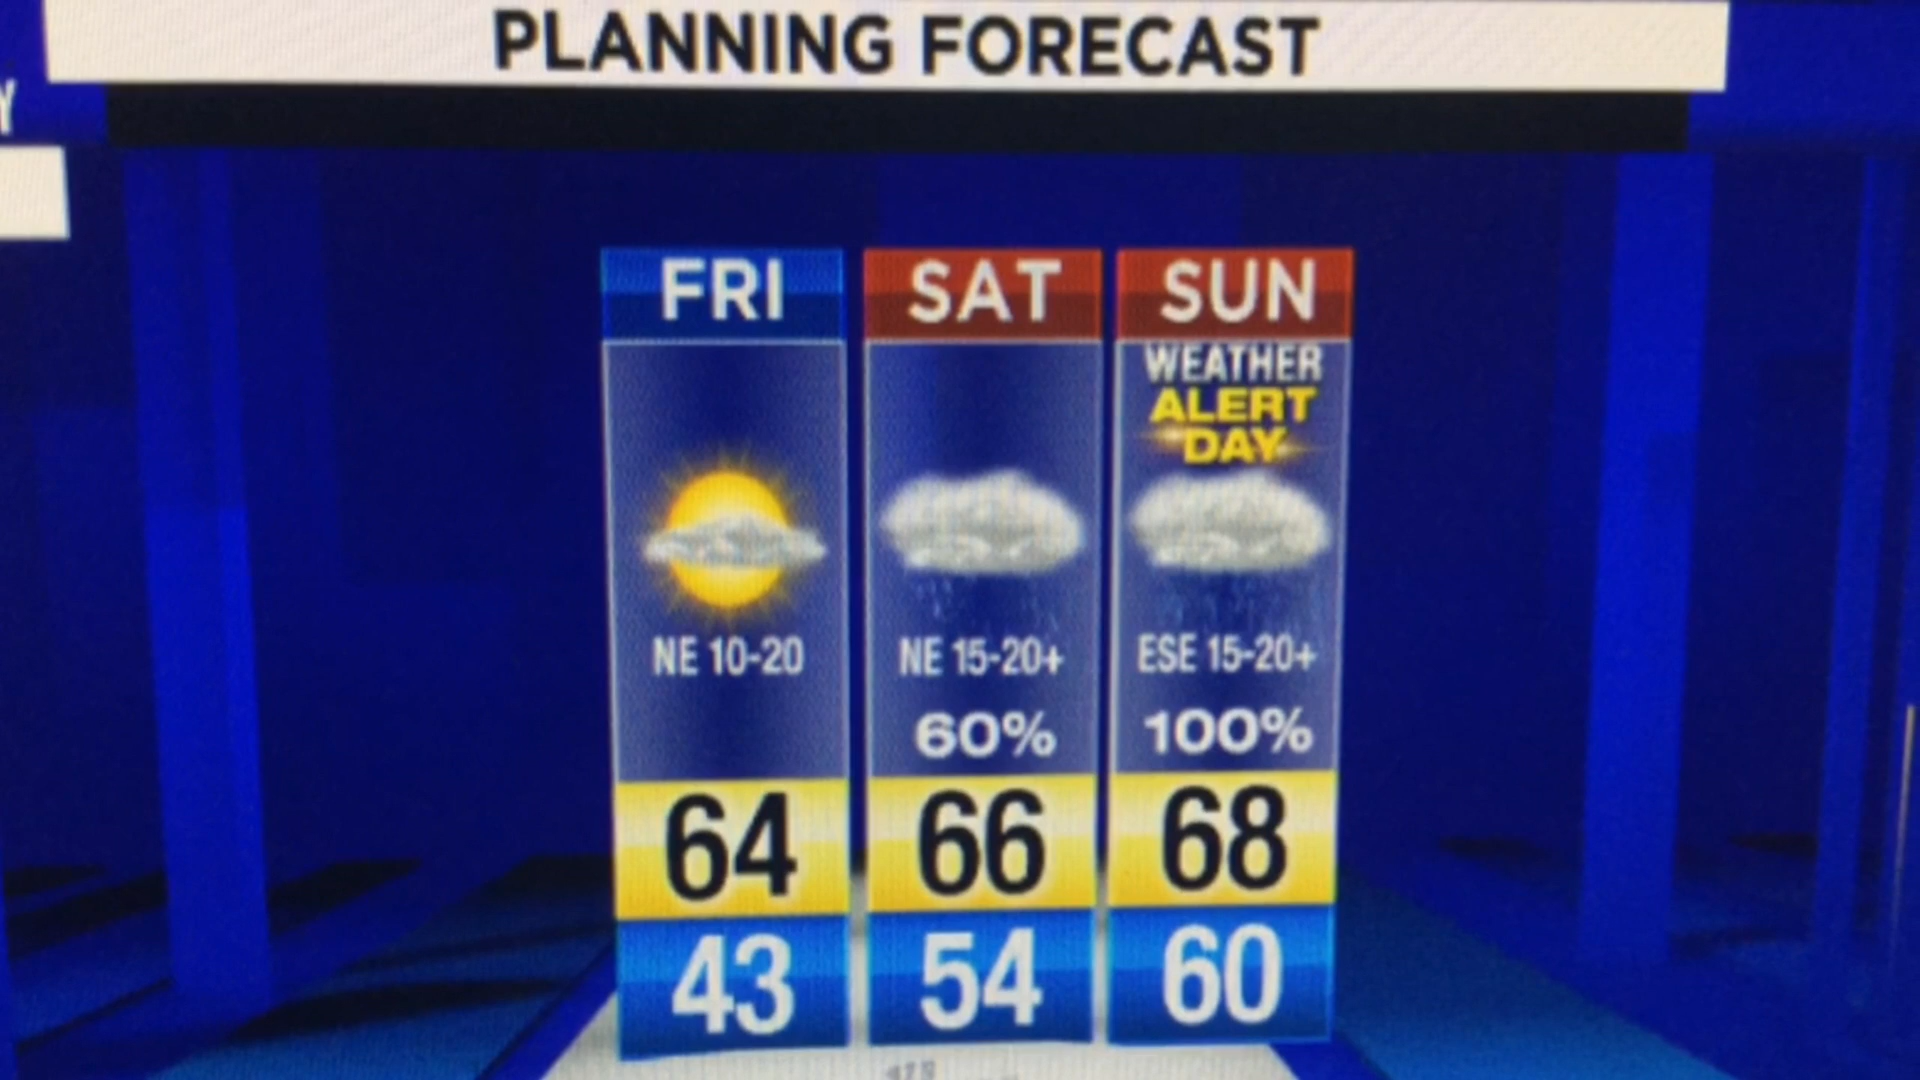 PLANNING FORECAST
Y
FRI
NE 10-20
64
43
SAT
NE 15-20+
60%
66
54
SUN
WEATHER
ALERT
DAY
ESE 15-20+
100%
68
60